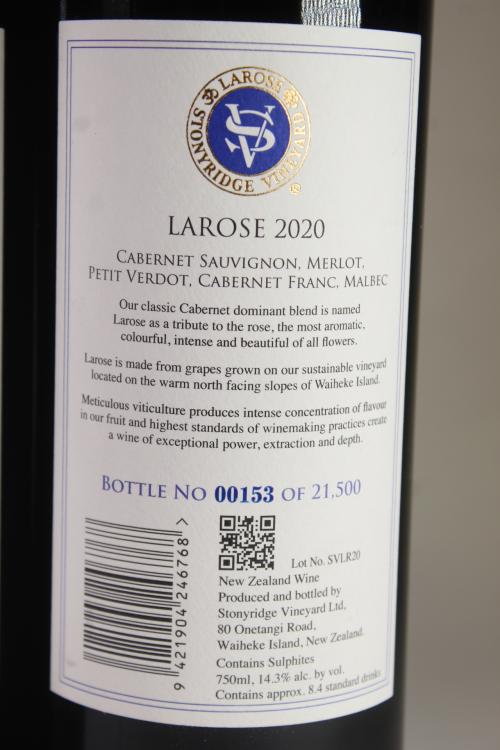 LAROSE
STONYRIDGE VINEYARD
SV
LAROSE 2020
CABERNET SAUVIGNON, MERLOT,
PETIT VERDOT, CABERNET FRANC, MALBEC
Our classic Cabernet dominant blend is named
Larose as a tribute to the rose, the most aromatic,
colourful, intense and beautiful of all flowers.
Larose is made from grapes grown on our sustainable vineyard
located on the warm north facing slopes of Waiheke Island.
Meticulous viticulture produces intense concentration of flavour
in our fruit and highest standards of winemaking practices create
a wine of exceptional power, extraction and depth.
BOTTLE NO 00153 OF 21,500
Lot No. SVLR20
New Zealand Wine
Produced and bottled by
Stonyridge Vineyard Ltd,
80 Onetangi Road,
Waiheke Island, New Zealand.
Contains Sulphites
750ml, 14.3% alc. by vol.
Contains approx. 8.4 standard drinks
9 421904 246768 >